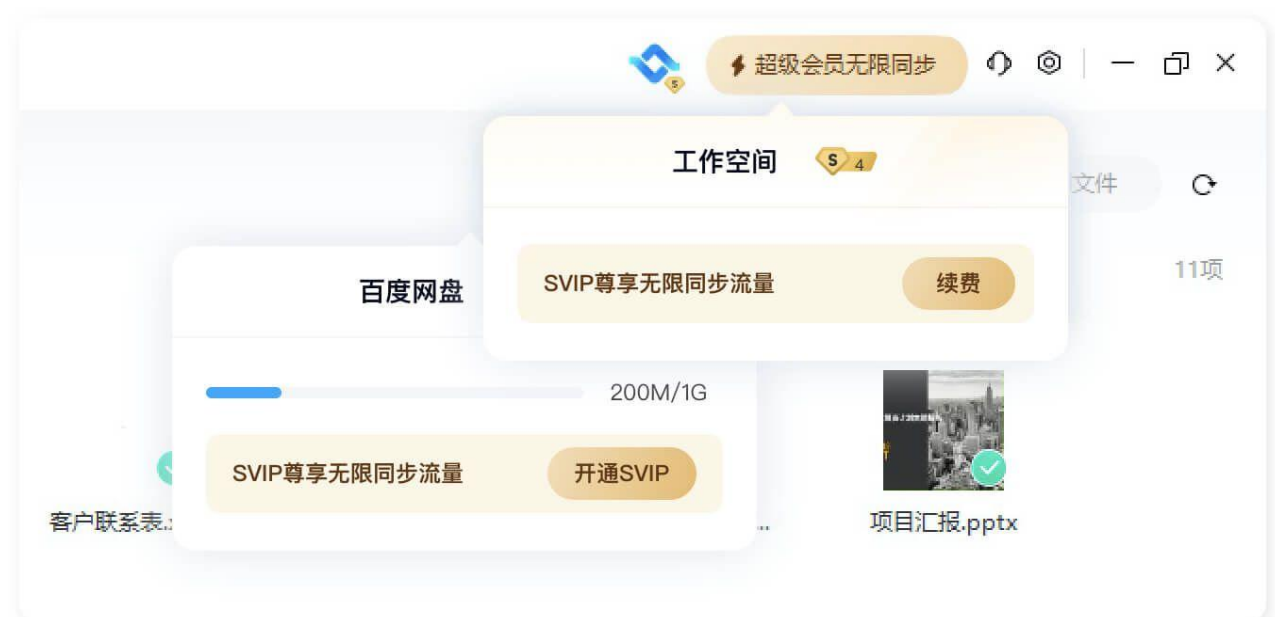 超级会员无限同步
工作空间
S 4
文件
11项
SVIP尊享无限同步流量
续费
百度网盘
200M/1G
SVIP尊享无限同步流量
开通SVIP
客户联系表.
...
项目汇报.pptx